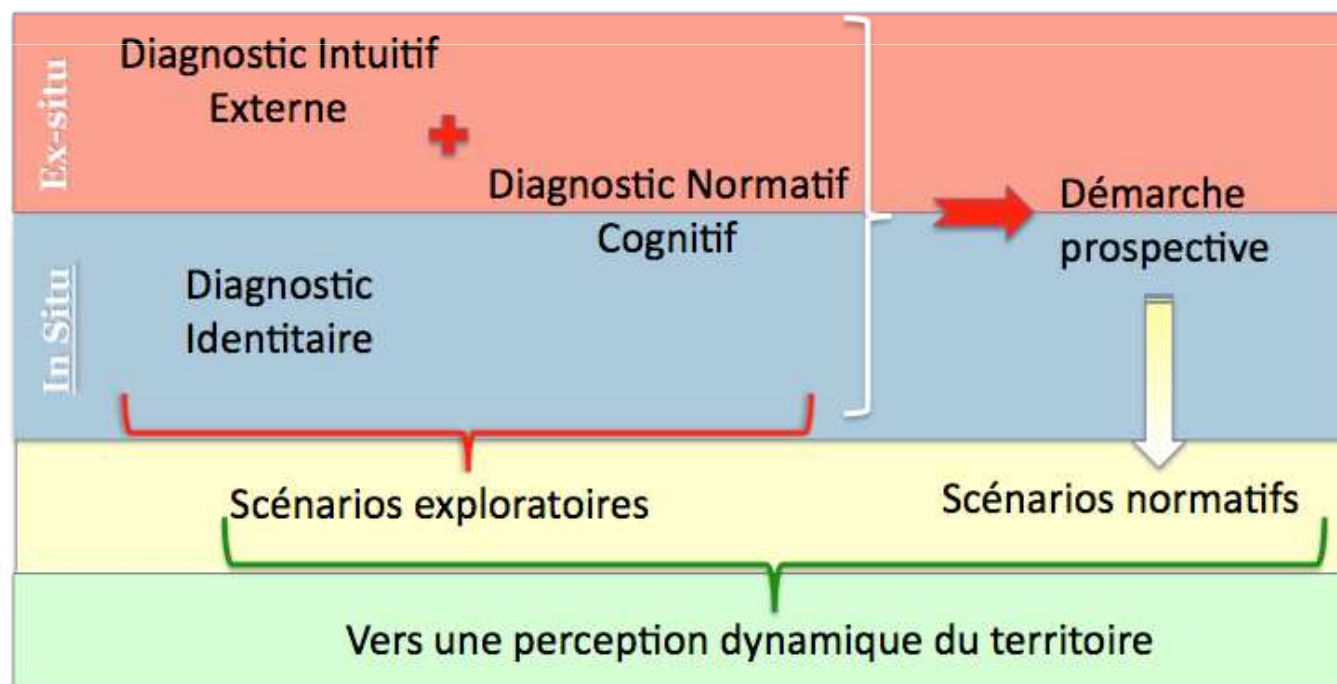 Ex-situ
Diagnostic Intuitif
Externe
Diagnostic Normatif
Cognitif
Démarche
prospective
In Situ
Diagnostic
Identitaire
Scénarios exploratoires
Scénarios normatifs
Vers une perception dynamique du territoire